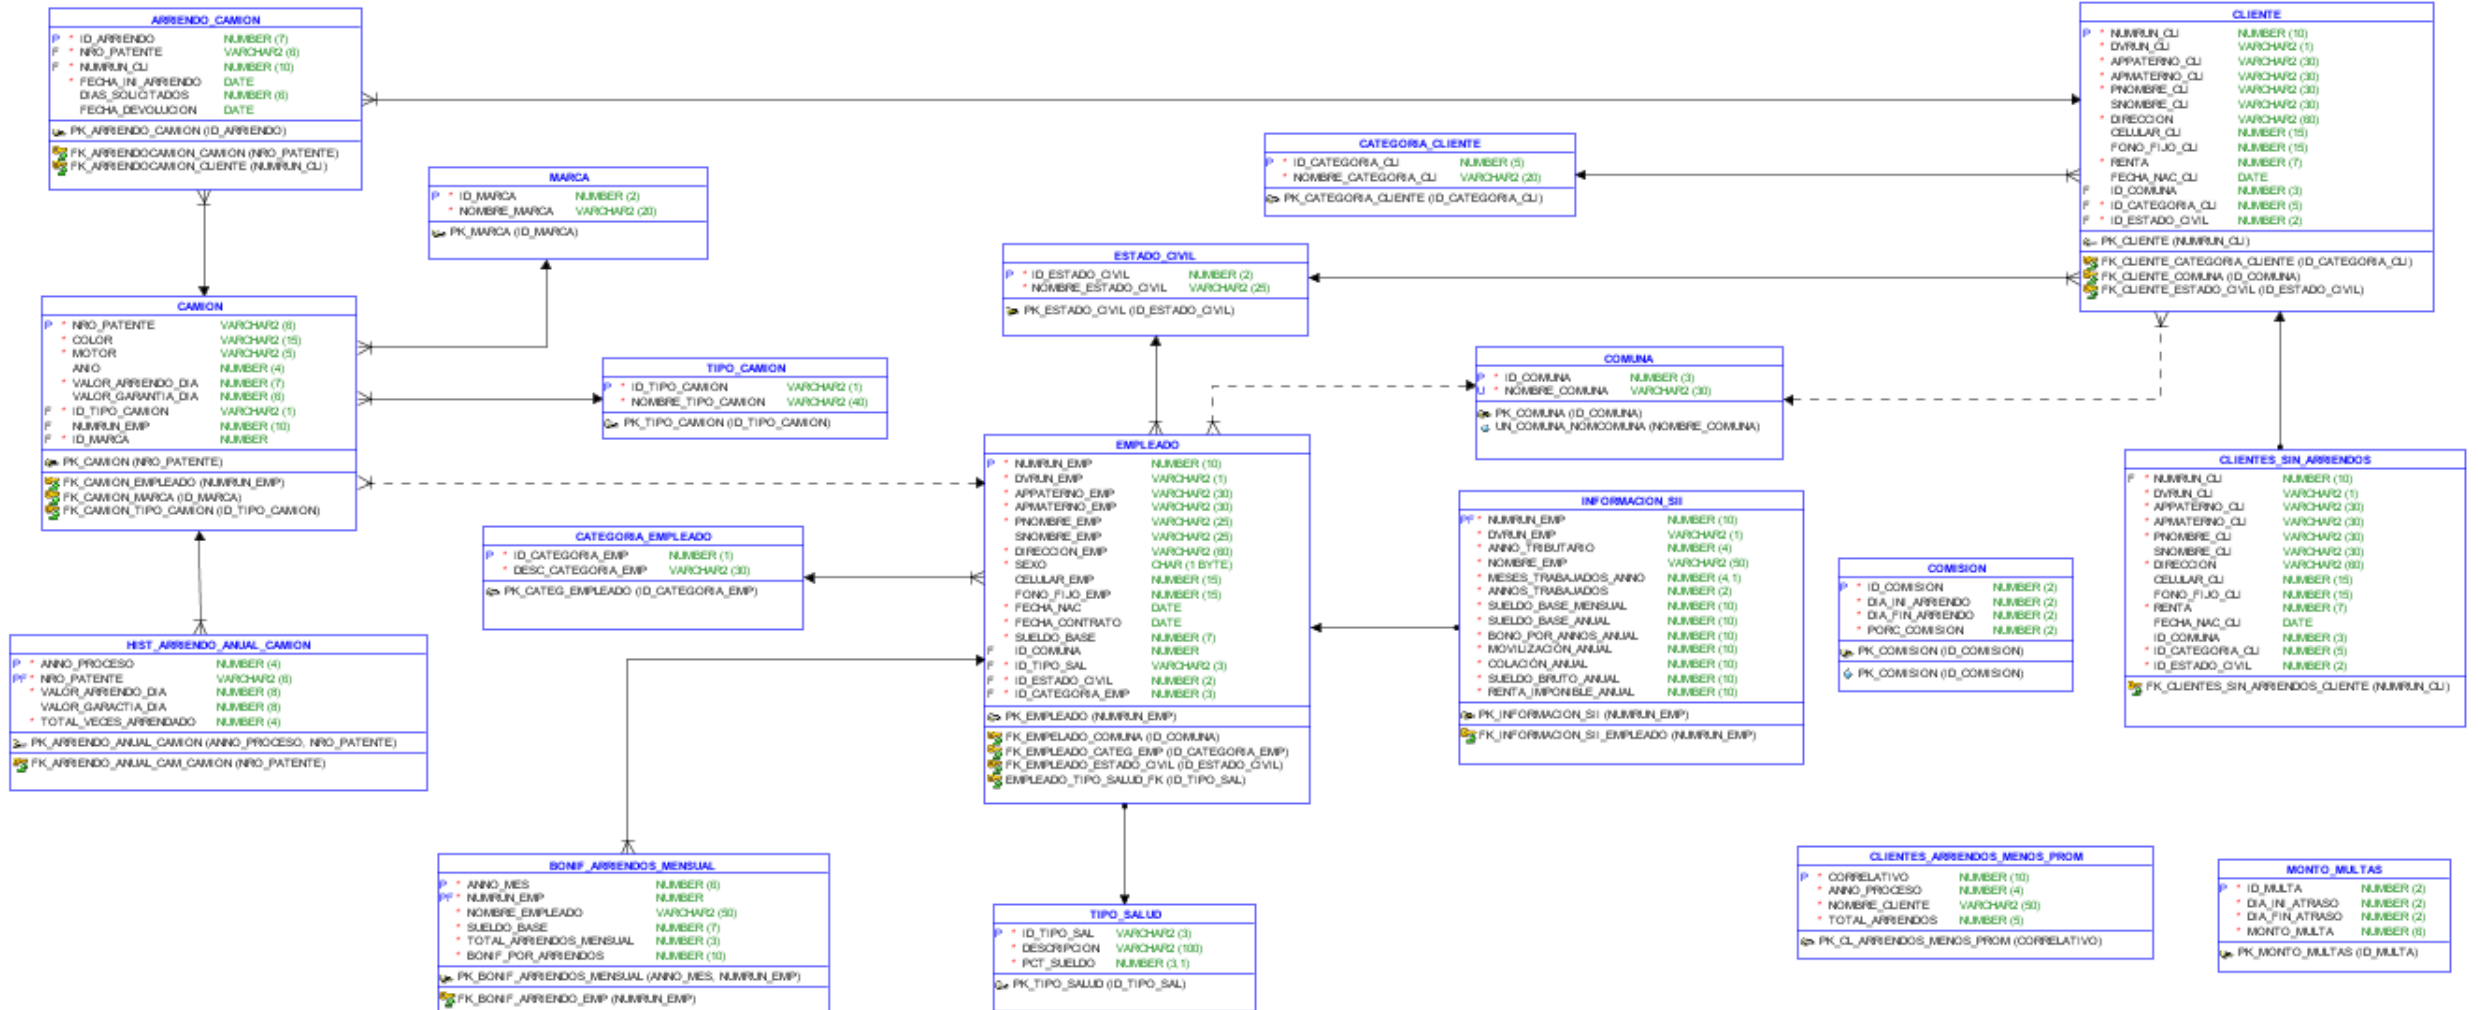 ARRIENDO_CAMION
P * ID_ARRIENDO NUMBER (7)
F * NRO_PATENTE VARCHAR2 (6)
F * NUMRUN_CLI NUMBER (10)
* FECHA_INI_ARRIENDO DATE
DIAS_SOLICITADOS NUMBER (6)
FECHA_DEVOLUCION DATE
PK_ARRIENDO_CAMION (ID_ARRIENDO)
FK_ARRIENDOCAMION_CAMION (NRO_PATENTE)
FK_ARRIENDOCAMION_CLIENTE (NUMRUN_CLI)
CLIENTE
P * NUMRUN_CLI NUMBER (10)
* DVRUN_CLI VARCHAR2 (1)
* APPATERNO_CLI VARCHAR2 (30)
* APMATERNO_CLI VARCHAR2 (30)
* PNOMBRE_CLI VARCHAR2 (30)
SNOMBRE_CLI VARCHAR2 (30)
* DIRECCION VARCHAR2 (60)
CELULAR_CLI NUMBER (15)
FONO_FIJO_CLI NUMBER (15)
* RENTA NUMBER (7)
FECHA_NAC_CLI DATE
F ID_COMUNA NUMBER (3)
F * ID_CATEGORIA_CLI NUMBER (5)
F * ID_ESTADO_CIVIL NUMBER (2)
PK_CLIENTE (NUMRUN_CLI)
FK_CLIENTE_CATEGORIA_CLIENTE (ID_CATEGORIA_CLI)
FK_CLIENTE_COMUNA (ID_COMUNA)
FK_CLIENTE_ESTADO_CIVIL (ID_ESTADO_CIVIL)
CATEGORIA_CLIENTE
P * ID_CATEGORIA_CLI NUMBER (5)
* NOMBRE_CATEGORIA_CLI VARCHAR2 (20)
PK_CATEGORIA_CLIENTE (ID_CATEGORIA_CLI)
MARCA
P * ID_MARCA NUMBER (2)
* NOMBRE_MARCA VARCHAR2 (20)
PK_MARCA (ID_MARCA)
ESTADO_CIVIL
P * ID_ESTADO_CIVIL NUMBER (2)
* NOMBRE_ESTADO_CIVIL VARCHAR2 (25)
PK_ESTADO_CIVIL (ID_ESTADO_CIVIL)
CAMION
P * NRO_PATENTE VARCHAR2 (6)
* COLOR VARCHAR2 (15)
* MOTOR VARCHAR2 (5)
ANIO NUMBER (4)
* VALOR_ARRIENDO_DIA NUMBER (7)
VALOR_GARANTIA_DIA NUMBER (6)
F * ID_TIPO_CAMION VARCHAR2 (1)
F NUMRUN_EMP NUMBER (10)
F * ID_MARCA NUMBER
PK_CAMION (NRO_PATENTE)
FK_CAMION_EMPLEADO (NUMRUN_EMP)
FK_CAMION_MARCA (ID_MARCA)
FK_CAMION_TIPO_CAMION (ID_TIPO_CAMION)
TIPO_CAMION
P * ID_TIPO_CAMION VARCHAR2 (1)
* NOMBRE_TIPO_CAMION VARCHAR2 (40)
PK_TIPO_CAMION (ID_TIPO_CAMION)
COMUNA
P * ID_COMUNA NUMBER (3)
U * NOMBRE_COMUNA VARCHAR2 (30)
PK_COMUNA (ID_COMUNA)
UN_COMUNA_NOMCOMUNA (NOMBRE_COMUNA)
EMPLEADO
P * NUMRUN_EMP NUMBER (10)
* DVRUN_EMP VARCHAR2 (1)
* APPATERNO_EMP VARCHAR2 (30)
* APMATERNO_EMP VARCHAR2 (30)
* PNOMBRE_EMP VARCHAR2 (25)
SNOMBRE_EMP VARCHAR2 (25)
* DIRECCION_EMP VARCHAR2 (60)
* SEXO CHAR (1 BYTE)
CELULAR_EMP NUMBER (15)
FONO_FIJO_EMP NUMBER (15)
* FECHA_NAC DATE
* FECHA_CONTRATO DATE
* SUELDO_BASE NUMBER (7)
F ID_COMUNA NUMBER
F * ID_TIPO_SAL VARCHAR2 (3)
F * ID_ESTADO_CIVIL NUMBER (2)
F * ID_CATEGORIA_EMP NUMBER (3)
PK_EMPLEADO (NUMRUN_EMP)
FK_EMPELADO_COMUNA (ID_COMUNA)
FK_EMPLEADO_CATEG_EMP (ID_CATEGORIA_EMP)
FK_EMPLEADO_ESTADO_CIVIL (ID_ESTADO_CIVIL)
EMPLEADO_TIPO_SALUD_FK (ID_TIPO_SAL)
CLIENTES_SIN_ARRIENDOS
F * NUMRUN_CLI NUMBER (10)
* DVRUN_CLI VARCHAR2 (1)
* APPATERNO_CLI VARCHAR2 (30)
* APMATERNO_CLI VARCHAR2 (30)
* PNOMBRE_CLI VARCHAR2 (30)
SNOMBRE_CLI VARCHAR2 (30)
* DIRECCION VARCHAR2 (60)
CELULAR_CLI NUMBER (15)
FONO_FIJO_CLI NUMBER (15)
* RENTA NUMBER (7)
FECHA_NAC_CLI DATE
ID_COMUNA NUMBER (3)
* ID_CATEGORIA_CLI NUMBER (5)
* ID_ESTADO_CIVIL NUMBER (2)
FK_CLIENTES_SIN_ARRIENDOS_CLIENTE (NUMRUN_CLI)
INFORMACION_SII
PF * NUMRUN_EMP NUMBER (10)
* DVRUN_EMP VARCHAR2 (1)
* ANNO_TRIBUTARIO NUMBER (4)
* NOMBRE_EMP VARCHAR2 (50)
* MESES_TRABAJADOS_ANNO NUMBER (4,1)
* ANNOS_TRABAJADOS NUMBER (2)
* SUELDO_BASE_MENSUAL NUMBER (10)
* SUELDO_BASE_ANUAL NUMBER (10)
* BONO_POR_ANNOS_ANUAL NUMBER (10)
* MOVILIZACIÓN_ANUAL NUMBER (10)
* COLACIÓN_ANUAL NUMBER (10)
* SUELDO_BRUTO_ANUAL NUMBER (10)
* RENTA_IMPONIBLE_ANUAL NUMBER (10)
PK_INFORMACION_SII (NUMRUN_EMP)
FK_INFORMACION_SII_EMPLEADO (NUMRUN_EMP)
CATEGORIA_EMPLEADO
P * ID_CATEGORIA_EMP NUMBER (1)
* DESC_CATEGORIA_EMP VARCHAR2 (30)
PK_CATEG_EMPLEADO (ID_CATEGORIA_EMP)
COMISION
P * ID_COMISION NUMBER (2)
* DIA_INI_ARRIENDO NUMBER (2)
* DIA_FIN_ARRIENDO NUMBER (2)
* PORC_COMISION NUMBER (2)
PK_COMISION (ID_COMISION)
PK_COMISION (ID_COMISION)
HIST_ARRIENDO_ANUAL_CAMION
P * ANNO_PROCESO NUMBER (4)
PF * NRO_PATENTE VARCHAR2 (6)
* VALOR_ARRIENDO_DIA NUMBER (8)
VALOR_GARACTIA_DIA NUMBER (8)
* TOTAL_VECES_ARRENDADO NUMBER (4)
PK_ARRIENDO_ANUAL_CAMION (ANNO_PROCESO, NRO_PATENTE)
FK_ARRIENDO_ANUAL_CAM_CAMION (NRO_PATENTE)
BONIF_ARRIENDOS_MENSUAL
P * ANNO_MES NUMBER (6)
PF * NUMRUN_EMP NUMBER
* NOMBRE_EMPLEADO VARCHAR2 (50)
* SUELDO_BASE NUMBER (7)
* TOTAL_ARRIENDOS_MENSUAL NUMBER (3)
* BONIF_POR_ARRIENDOS NUMBER (10)
PK_BONIF_ARRIENDOS_MENSUAL (ANNO_MES, NUMRUN_EMP)
FK_BONIF_ARRIENDO_EMP (NUMRUN_EMP)
TIPO_SALUD
P * ID_TIPO_SAL VARCHAR2 (3)
* DESCRIPCION VARCHAR2 (100)
* PCT_SUELDO NUMBER (3,1)
PK_TIPO_SALUD (ID_TIPO_SAL)
CLIENTES_ARRIENDOS_MENOS_PROM
P * CORRELATIVO NUMBER (10)
* ANNO_PROCESO NUMBER (4)
* NOMBRE_CLIENTE VARCHAR2 (50)
* TOTAL_ARRIENDOS NUMBER (5)
PK_CL_ARRIENDOS_MENOS_PROM (CORRELATIVO)
MONTO_MULTAS
P * ID_MULTA NUMBER (2)
* DIA_INI_ATRASO NUMBER (2)
* DIA_FIN_ATRASO NUMBER (2)
* MONTO_MULTA NUMBER (6)
PK_MONTO_MULTAS (ID_MULTA)